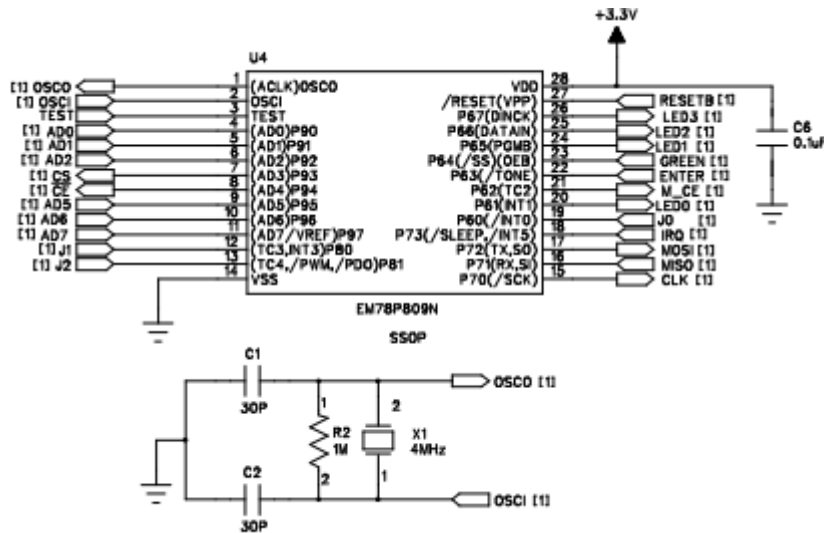 +3.3V
U4
[1] OSCO 1 (ACLK)OSCO VDD 28
[1] OSCI 2 OSCI /RESET(VPP) 27 RESETB [1]
TEST 3 TEST P67(DINCK) 26 LED3 [1]
[1] AD0 4 (AD0)P90 P66(DATAIN) 25 LED2 [1]
[1] AD1 5 (AD1)P91 P65(PGMB) 24 LED1 [1]
[1] AD2 6 (AD2)P92 P64(/SS)(OEB) 23 GREEN [1]
[1] CS 7 (AD3)P93 P63(/TONE) 22 ENTER [1]
[1] CE 8 (AD4)P94 P62(TC2) 21 M_CE [1]
[1] AD5 9 (AD5)P95 P61(INT1) 20 LED0 [1]
[1] AD6 10 (AD6)P96 P60(/INT0) 19 J0 [1]
[1] AD7 11 (AD7/VREF)P97 P73(/SLEEP,/INT5) 18 IRQ [1]
[1] J1 12 (TC3,INT3)P80 P72(TX,SO) 17 MOSI [1]
[1] J2 13 (TC4,/PWM,/PDO)P81 P71(RX,SI) 16 MISO [1]
14 VSS P70(/SCK) 15 CLK [1]
C6
0.1uF
EM78P809N
SSOP
C1
30P
OSCO [1]
1
2
R2
1M
X1
4MHz
2
1
C2
30P
OSCI [1]